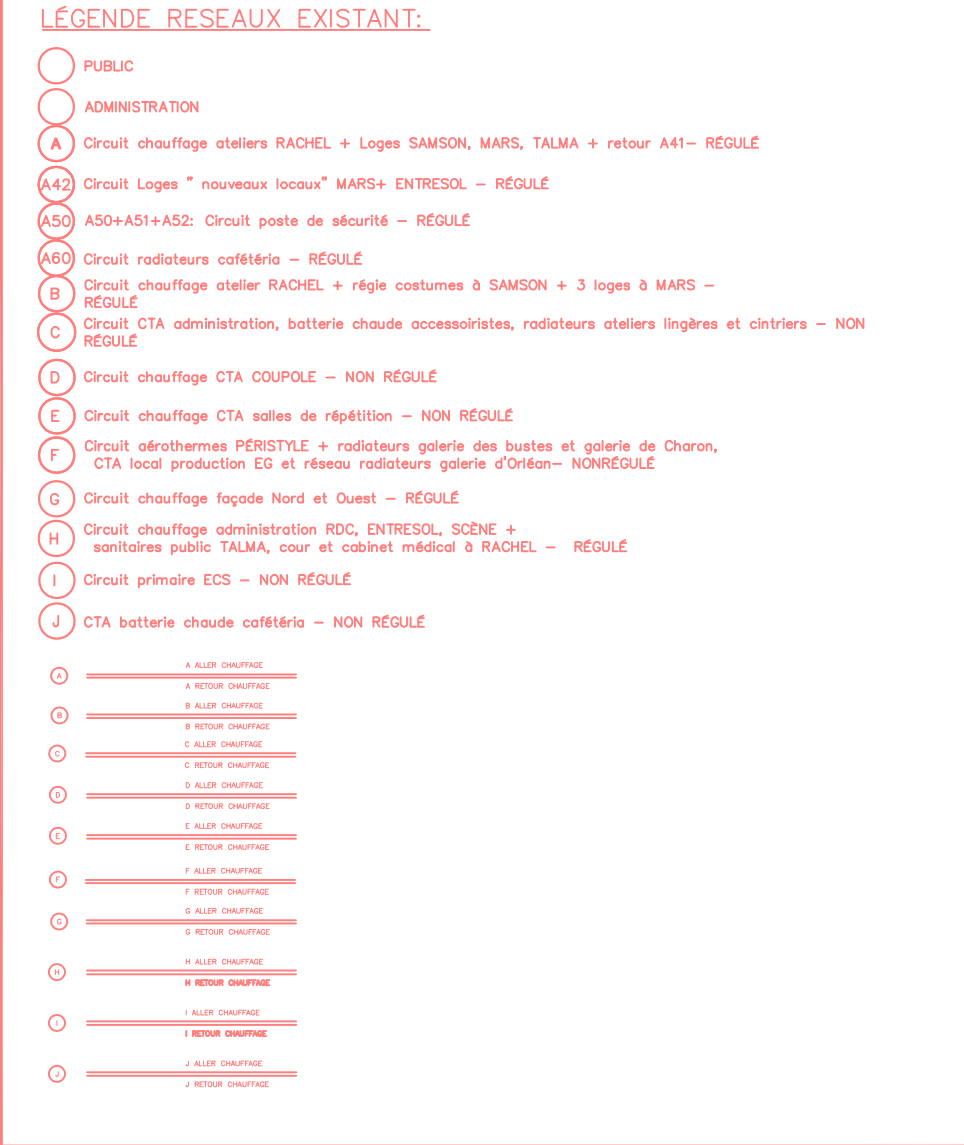 LÉGENDE RESEAUX EXISTANT:
PUBLIC
ADMINISTRATION
A Circuit chauffage ateliers RACHEL + Loges SAMSON, MARS, TALMA + retour A41- RÉGULÉ
A42 Circuit Loges " nouveaux locaux" MARS+ ENTRESOL - RÉGULÉ
A50 A50+A51+A52: Circuit poste de sécurité - RÉGULÉ
A60 Circuit radiateurs cafétéria - RÉGULÉ
B Circuit chauffage atelier RACHEL + régie costumes à SAMSON + 3 loges à MARS -
RÉGULÉ
C Circuit CTA administration, batterie chaude accessoiristes, radiateurs ateliers lingères et cintriers - NON
RÉGULÉ
D Circuit chauffage CTA COUPOLE - NON RÉGULÉ
E Circuit chauffage CTA salles de répétition - NON RÉGULÉ
F Circuit aérothermes PÉRISTYLE + radiateurs galerie des bustes et galerie de Charon,
CTA local production EG et réseau radiateurs galerie d'Orléan- NONRÉGULÉ
G Circuit chauffage façade Nord et Ouest - RÉGULÉ
H Circuit chauffage administration RDC, ENTRESOL, SCÈNE +
sanitaires public TALMA, cour et cabinet médical à RACHEL - RÉGULÉ
I Circuit primaire ECS - NON RÉGULÉ
J CTA batterie chaude cafétéria - NON RÉGULÉ
A ALLER CHAUFFAGE
A
A RETOUR CHAUFFAGE
B ALLER CHAUFFAGE
B
B RETOUR CHAUFFAGE
C ALLER CHAUFFAGE
C
C RETOUR CHAUFFAGE
D ALLER CHAUFFAGE
D
D RETOUR CHAUFFAGE
E ALLER CHAUFFAGE
E
E RETOUR CHAUFFAGE
F ALLER CHAUFFAGE
F
F RETOUR CHAUFFAGE
G ALLER CHAUFFAGE
G
G RETOUR CHAUFFAGE
H ALLER CHAUFFAGE
H
H RETOUR CHAUFFAGE
I ALLER CHAUFFAGE
I
I RETOUR CHAUFFAGE
J ALLER CHAUFFAGE
J
J RETOUR CHAUFFAGE